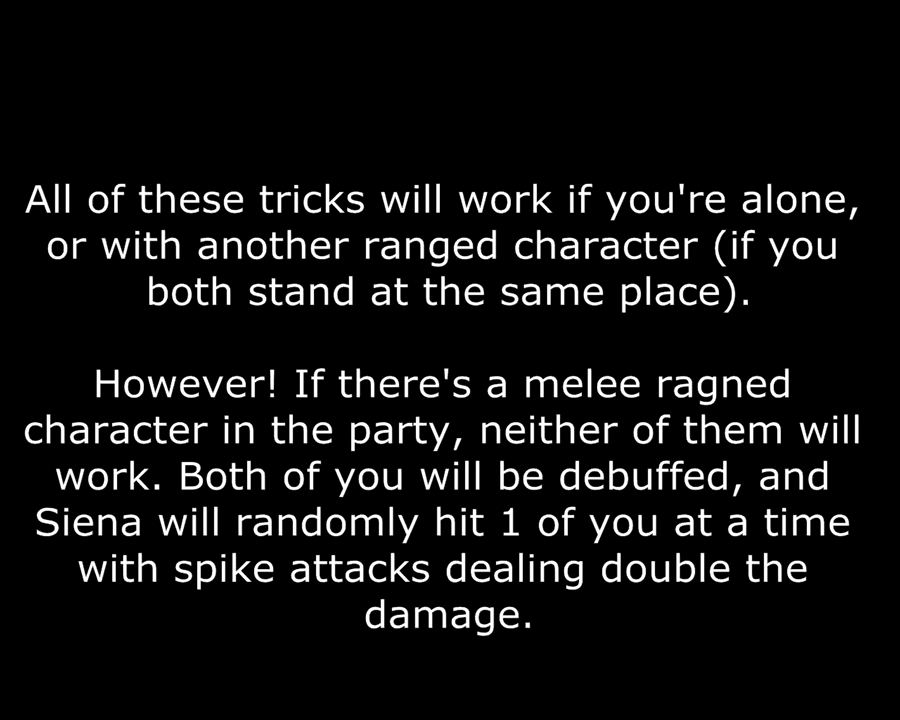 All of these tricks will work if you're alone,
or with another ranged character (if you
both stand at the same place).
However! If there's a melee ragned
character in the party, neither of them will
work. Both of you will be debuffed, and
Siena will randomly hit 1 of you at a time
with spike attacks dealing double the
damage.